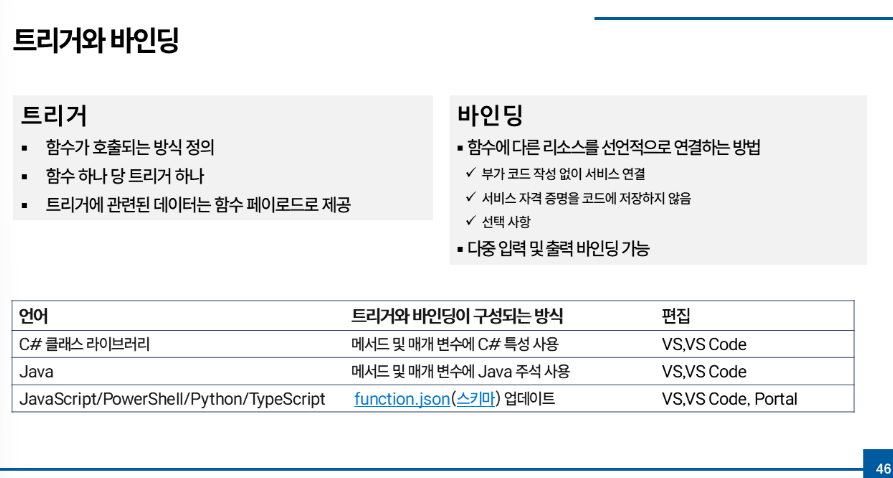 트리거와 바인딩
트리거
▪ 함수가 호출되는 방식 정의
▪ 함수 하나 당 트리거 하나
▪ 트리거에 관련된 데이터는 함수 페이로드로 제공
바인딩
▪ 함수에 다른 리소스를 선언적으로 연결하는 방법
✓ 부가 코드 작성 없이 서비스 연결
✓ 서비스 자격 증명을 코드에 저장하지 않음
✓ 선택 사항
▪ 다중 입력 및 출력 바인딩 가능
언어 트리거와 바인딩이 구성되는 방식 편집
C# 클래스 라이브러리 메서드 및 매개 변수에 C# 특성 사용 VS,VS Code
Java 메서드 및 매개 변수에 Java 주석 사용 VS,VS Code
JavaScript/PowerShell/Python/TypeScript function.json(스키마) 업데이트 VS,VS Code, Portal
46